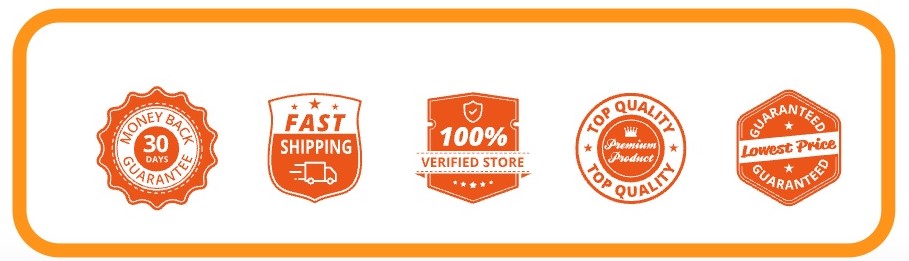 MONEY BACK
30
DAYS
GUARANTEE
FAST
SHIPPING
100%
VERIFIED STORE
TOP QUALITY
Premium
Product
TOP QUALITY
GUARANTEED
Lowest Price
GUARANTEED